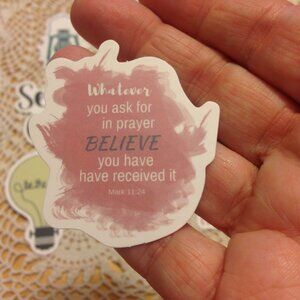 Whatever
you ask for
in prayer
BELIEVE
you have
have received it
Mark 11:24